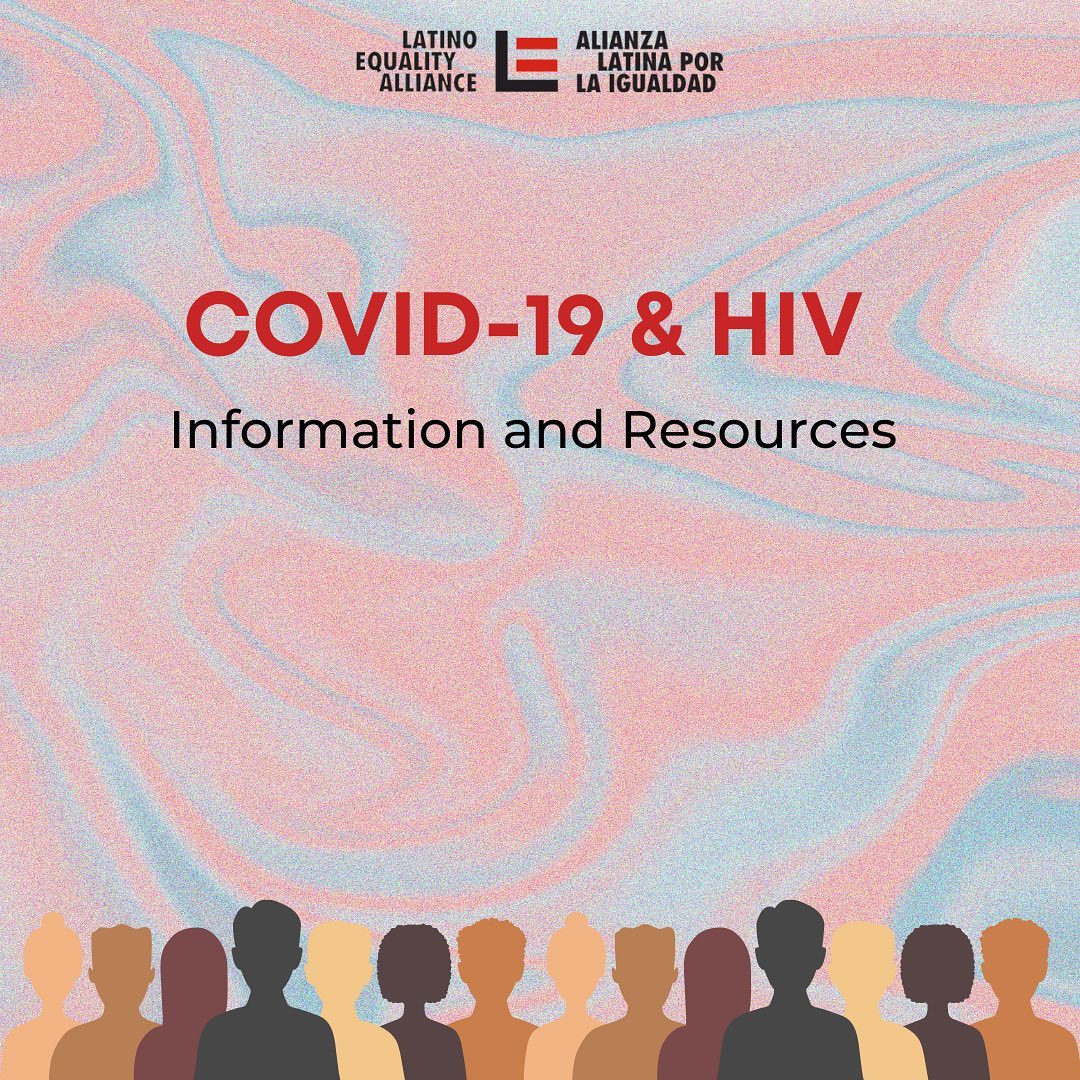 LATINO
EQUALITY
ALLIANCE
ALIANZA
LATINA POR
LA IGUALDAD
COVID-19 & HIV
Information and Resources